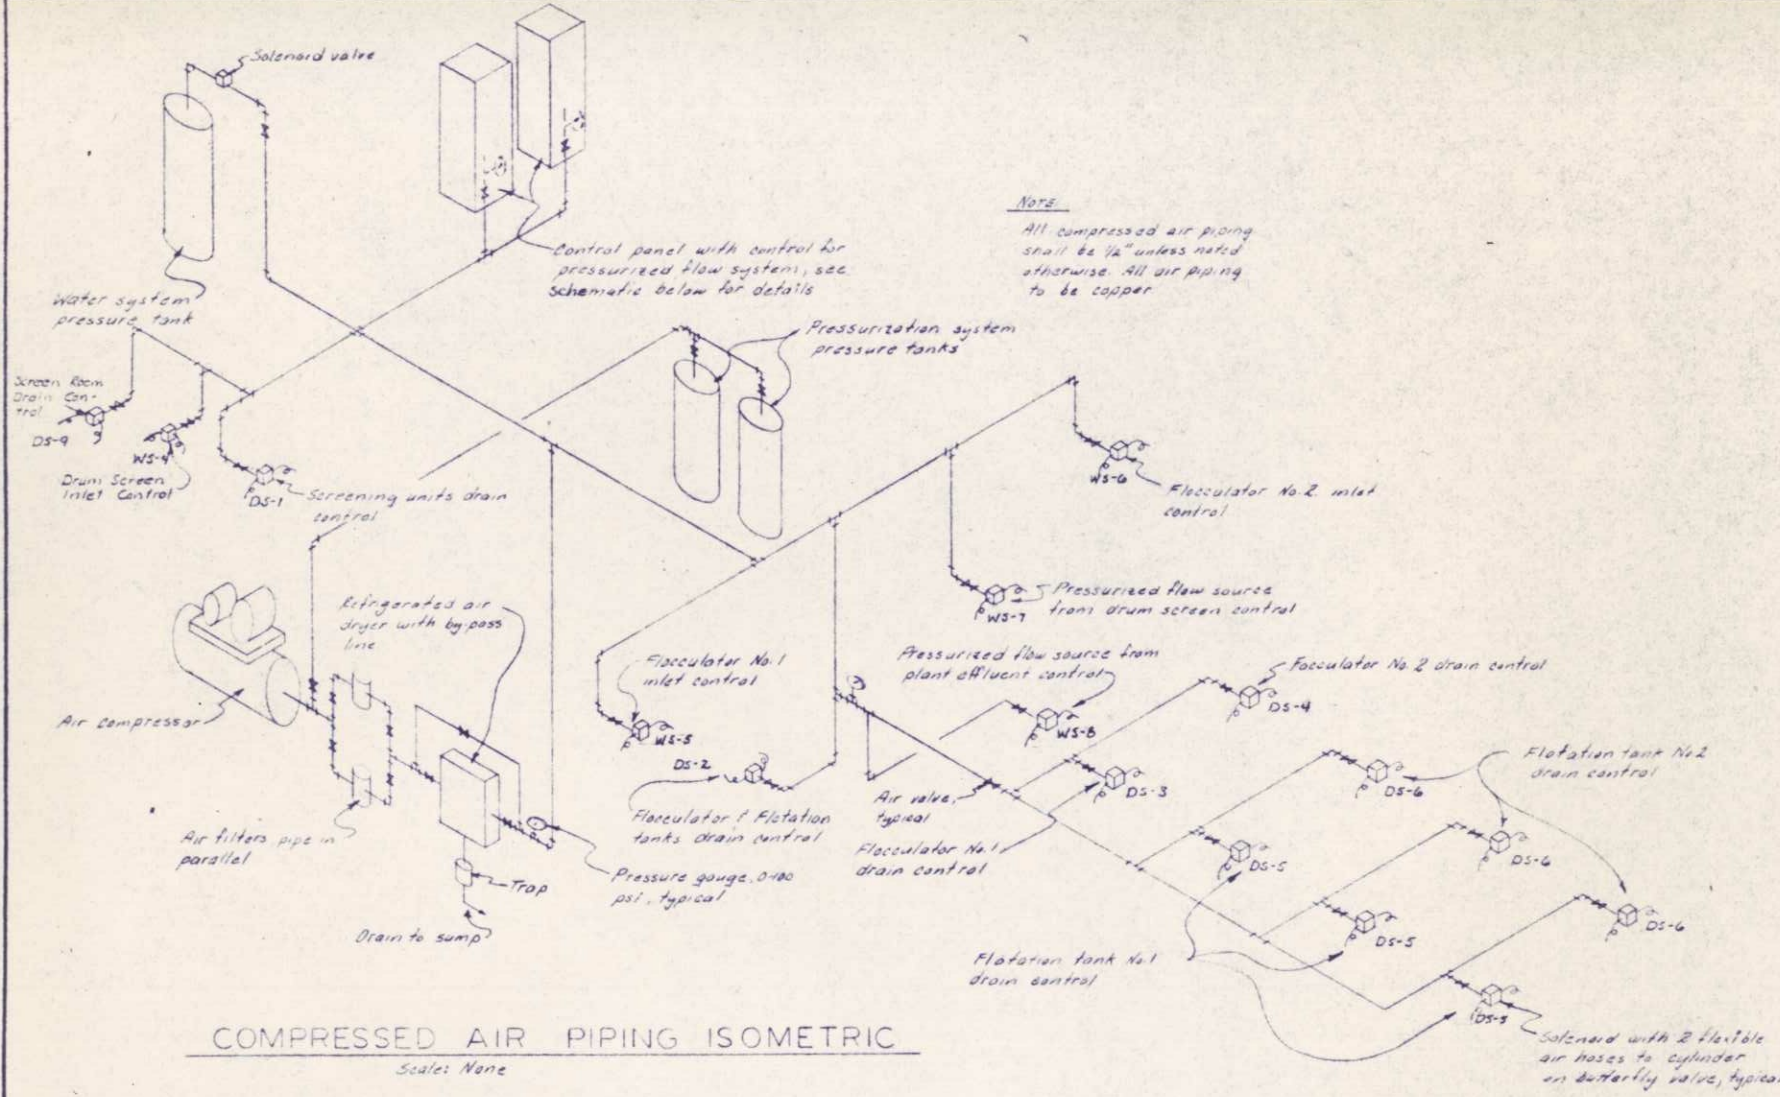 Solenoid valve
NOTE:
All compressed air piping
shall be 1/2" unless noted
otherwise. All air piping
to be copper
Control panel with control for
pressurized flow system, see
schematic below for details
Water system
pressure tank
Pressurization system
pressure tanks
Screen Room
Drain Con-
trol
DS-9
WS-4
Drum Screen
Inlet Control
DS-1
Screening units drain
control
WS-6
Flocculator No. 2 inlet
control
Pressurized flow source
from drum screen control
WS-7
Refrigerated air
dryer with by-pass
line
Flocculator No. 1
inlet control
Pressurized flow source from
plant effluent control
Focculator No. 2 drain control
DS-4
Air compressor
WS-5
WS-8
DS-2
DS-3
Flotation tank No. 2
drain control
DS-6
Air valve,
typical
Flocculator & Flotation
tanks drain control
Flocculator No. 1
drain control
Air filters pipe in
parallel
DS-5
DS-6
Trap
Pressure gauge, 0-100
psi, typical
Drain to sump
DS-5
DS-6
Flotation tank No. 1
drain control
DS-5
Solenoid with 2 flexible
air hoses to cylinder
on butterfly valve, typical
COMPRESSED AIR PIPING ISOMETRIC
Scale: None